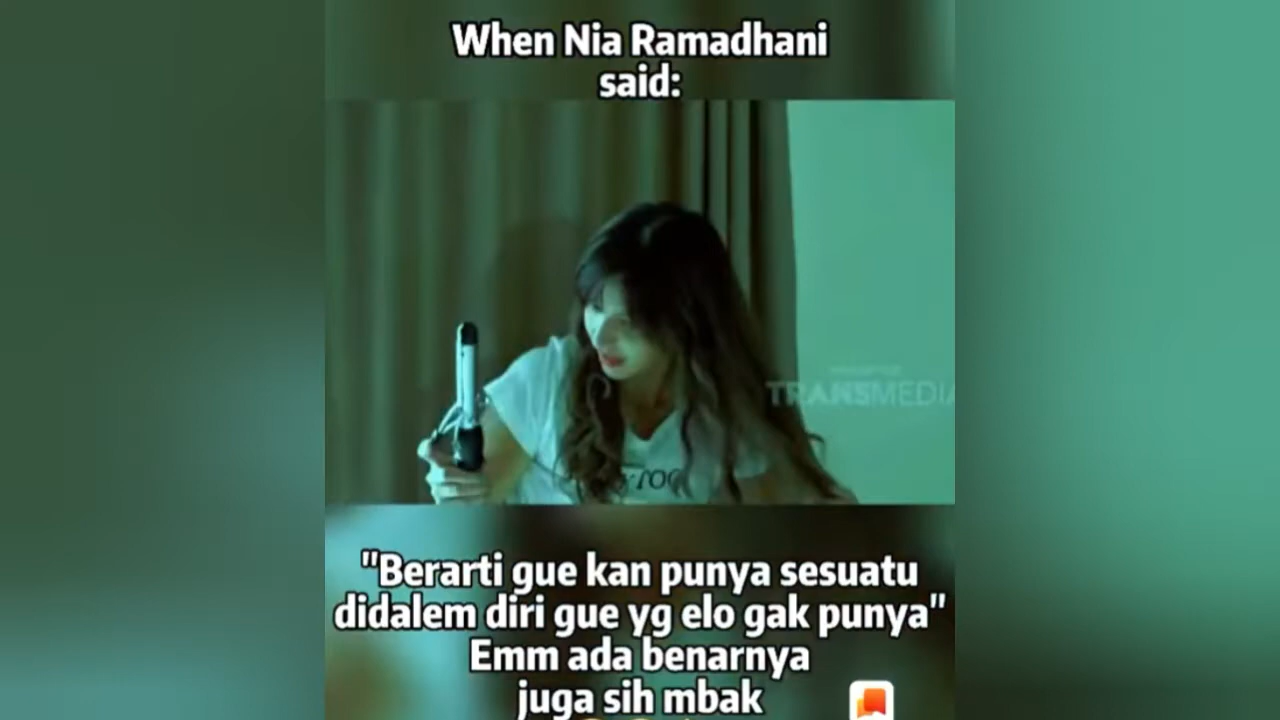 When Nia Ramadhani
said:
TRANSMEDIA
"Berarti gue kan punya sesuatu
didalem diri gue yg elo gak punya"
Emm ada benarnya
juga sih mbak